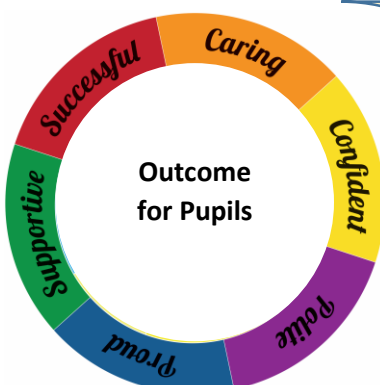 Caring
Confident
Polite
Proud
Supportive
Successful
Outcome
for Pupils